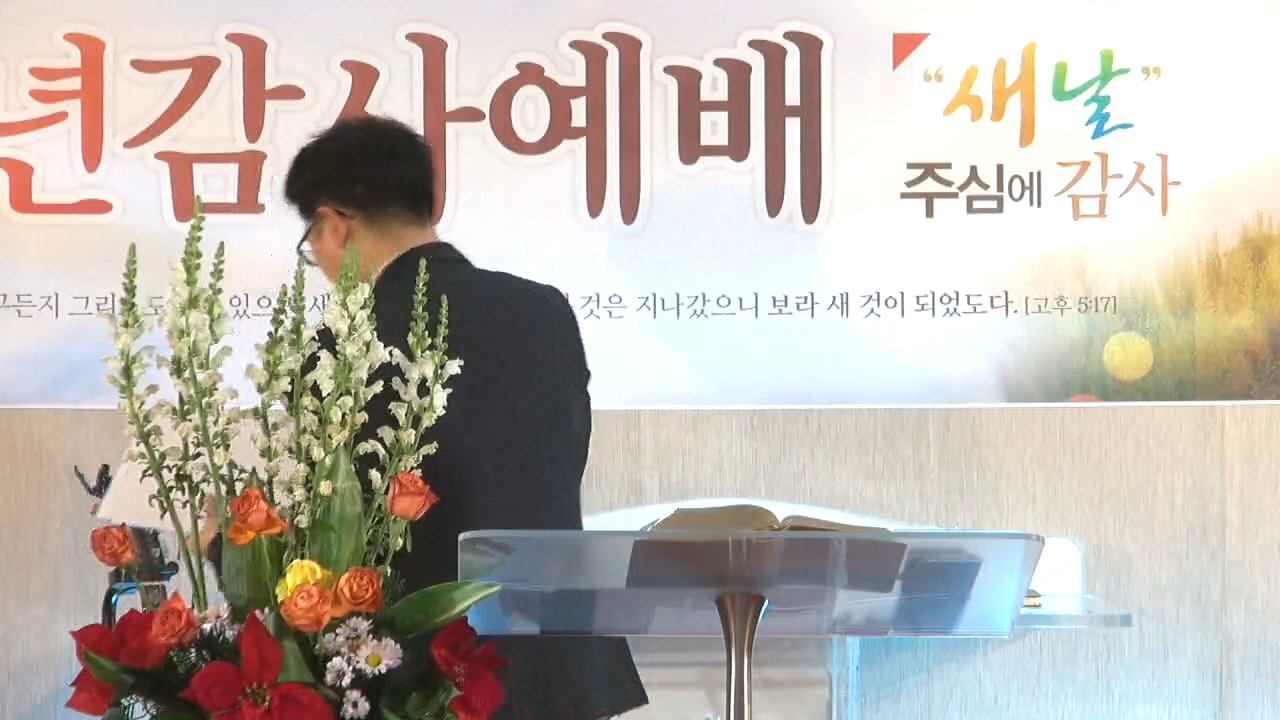 년감사예배
“새날”
주심에 감사
것은 지나갔으니 보라 새 것이 되었도다. [고후 5:17]